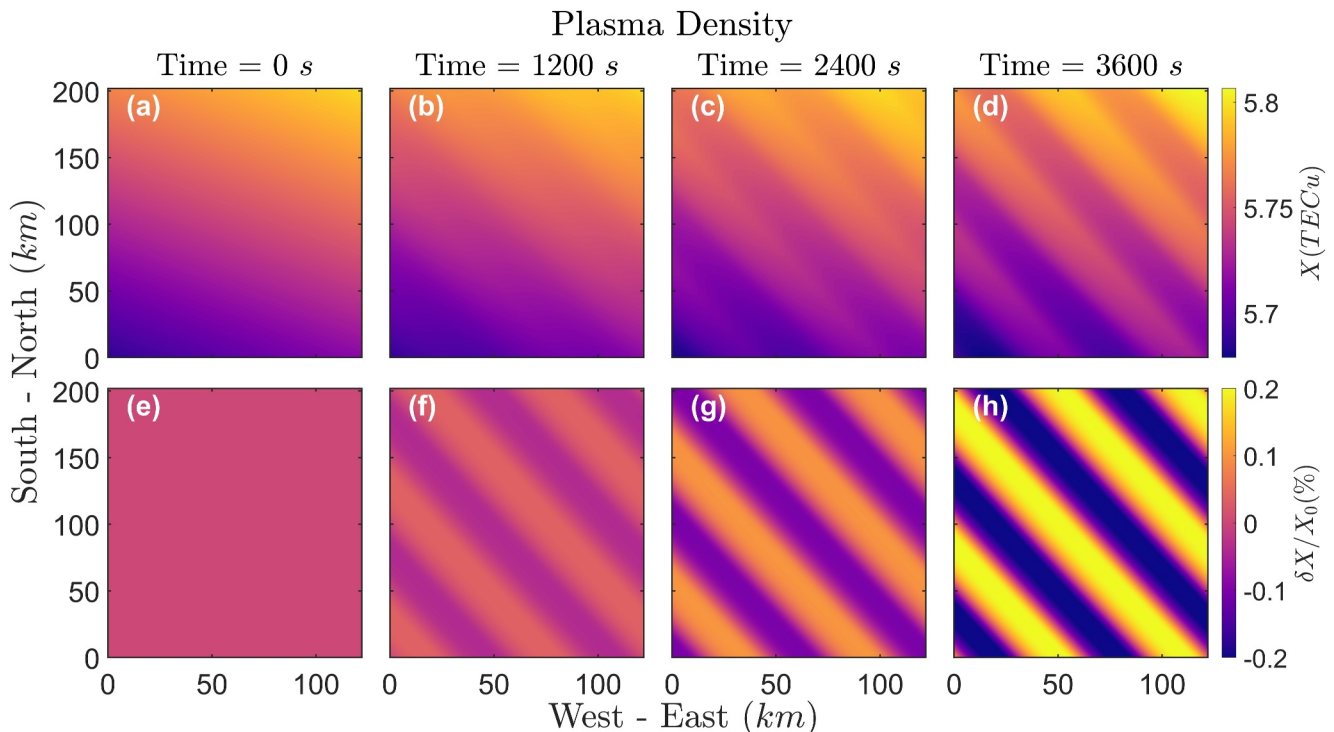 Plasma Density
Time = 0 s
Time = 1200 s
Time = 2400 s
Time = 3600 s
(a)
(b)
(c)
(d)
200
150
100
50
0
5.8
5.75
5.7
X(TECu)
South - North (km)
(e)
(f)
(g)
(h)
200
150
100
50
0
0.2
0.1
0
-0.1
-0.2
δX/X₀(%)
0 50 100
0 50 100
0 50 100
0 50 100
West - East (km)